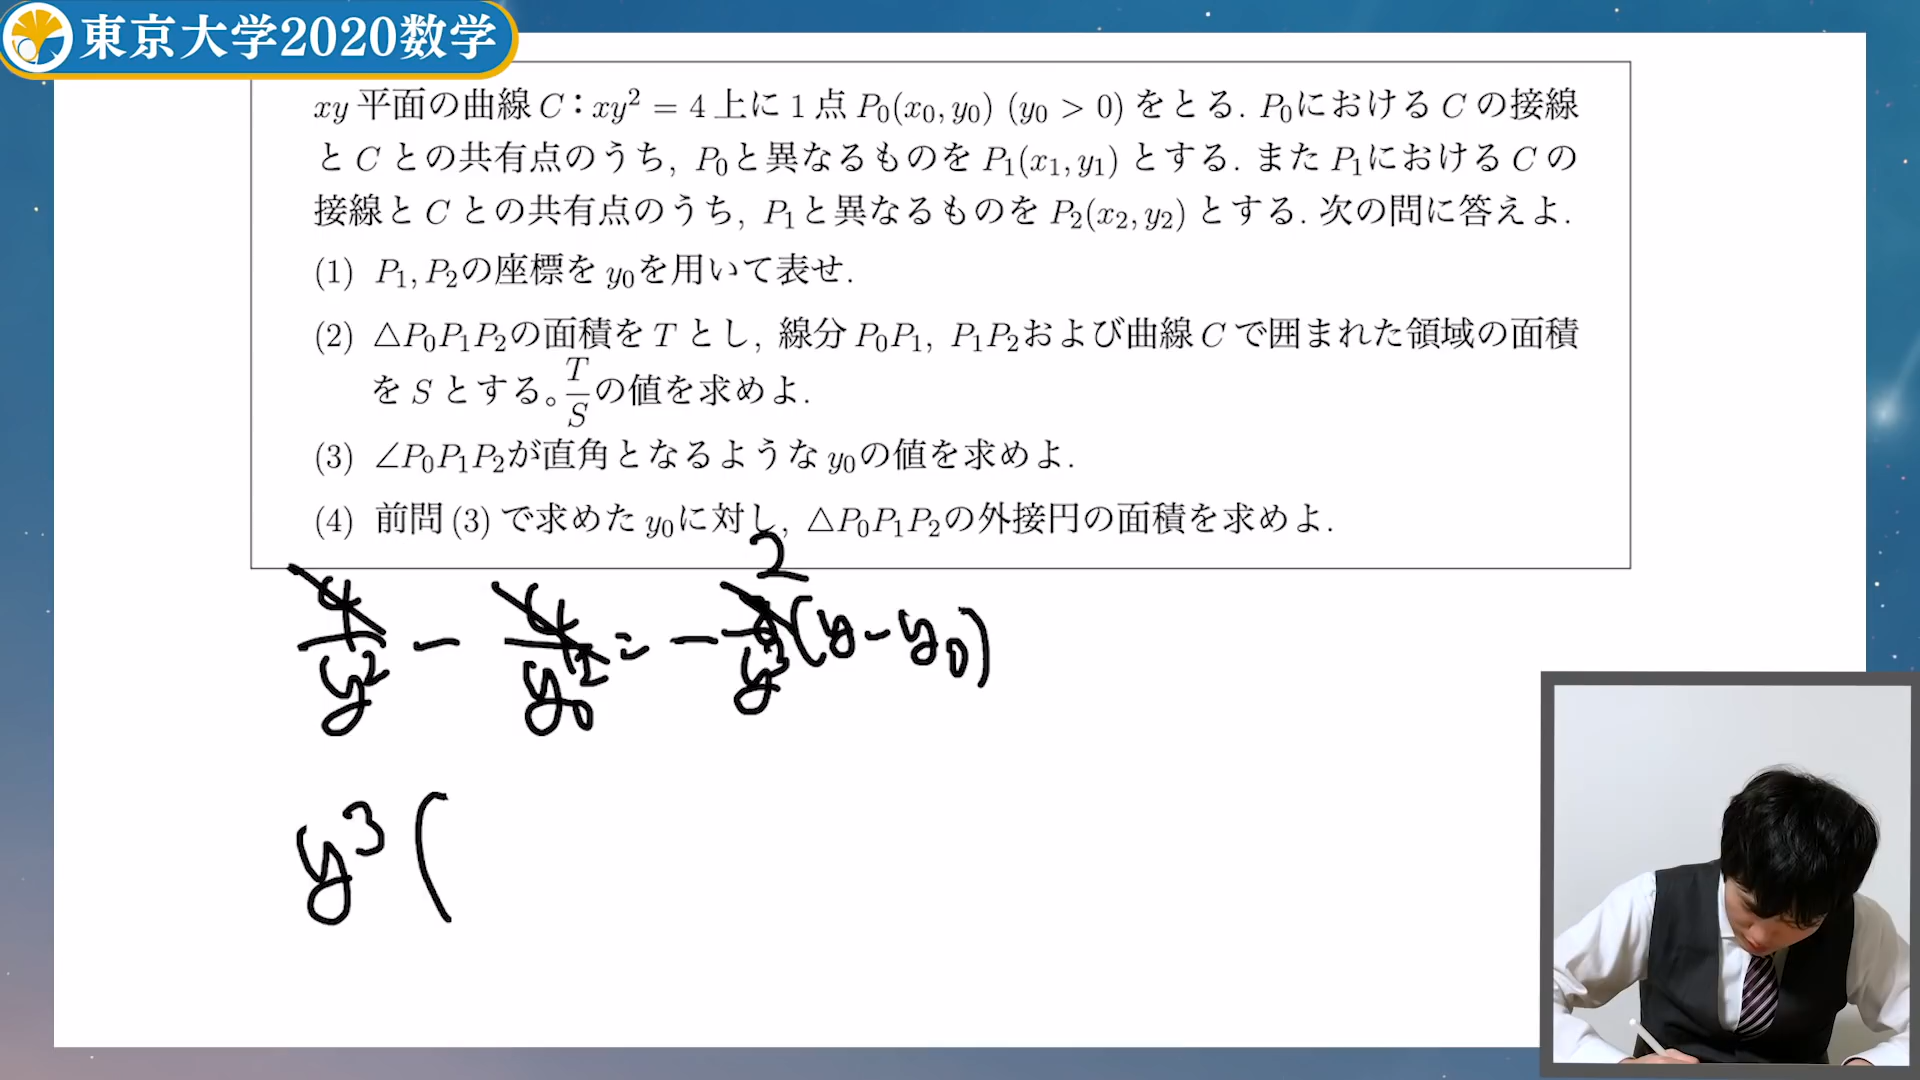 東京大学2020数学
xy平面の曲線C:xy²=4上に1点P₀(x₀,y₀) (y₀ > 0)をとる. P₀におけるCの接線
とCとの共有点のうち, P₀と異なるものをP₁(x₁,y₁)とする. またP₁におけるCの
接線とCとの共有点のうち, P₁と異なるものをP₂(x₂,y₂)とする. 次の問に答えよ.
(1) P₁,P₂の座標をy₀を用いて表せ.
(2) △P₀P₁P₂の面積をTとし, 線分P₀P₁, P₁P₂および曲線Cで囲まれた領域の面積
をSとする。T/Sの値を求めよ.
(3) ∠P₀P₁P₂が直角となるようなy₀の値を求めよ.
(4) 前問(3)で求めたy₀に対し, △P₀P₁P₂の外接円の面積を求めよ.
2
4/y² - 4/y₀² = - /y³(y-y₀)
y³(